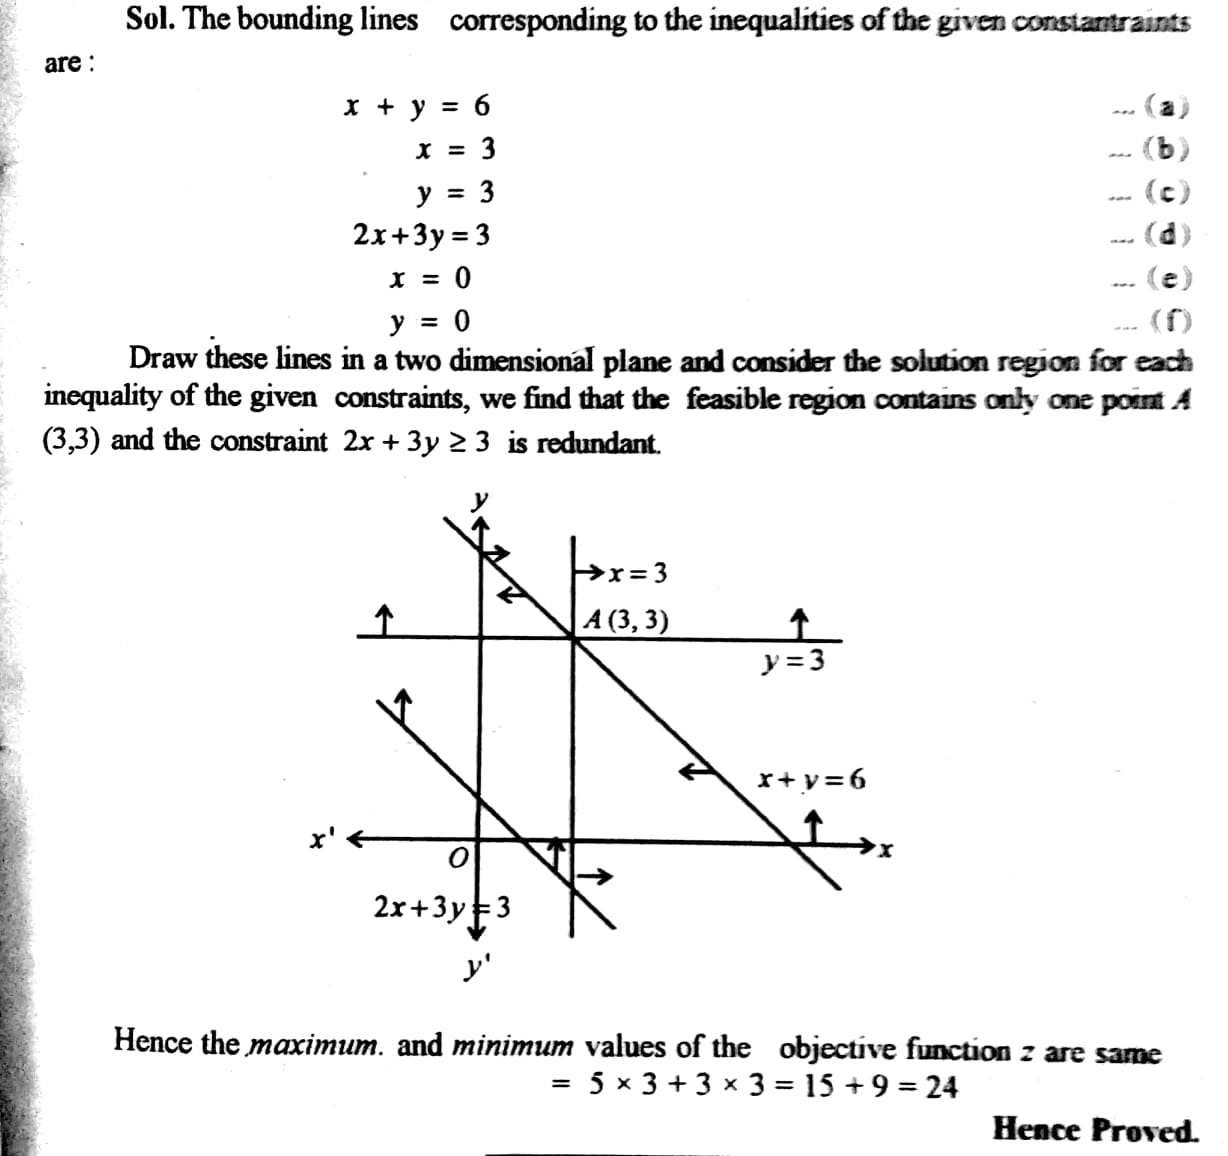 Sol. The bounding lines corresponding to the inequalities of the given constantraints
are :
x + y = 6 ... (a)
x = 3 ... (b)
y = 3 ... (c)
2x+3y = 3 ... (d)
x = 0 ... (e)
y = 0 ... (f)
Draw these lines in a two dimensional plane and consider the solution region for each
inequality of the given constraints, we find that the feasible region contains only one point A
(3,3) and the constraint 2x + 3y ≥ 3 is redundant.
y
x = 3
A (3, 3)
y = 3
x + y = 6
x' x
O
2x+3y = 3
y'
Hence the maximum. and minimum values of the objective function z are same
= 5 × 3 + 3 × 3 = 15 + 9 = 24
Hence Proved.